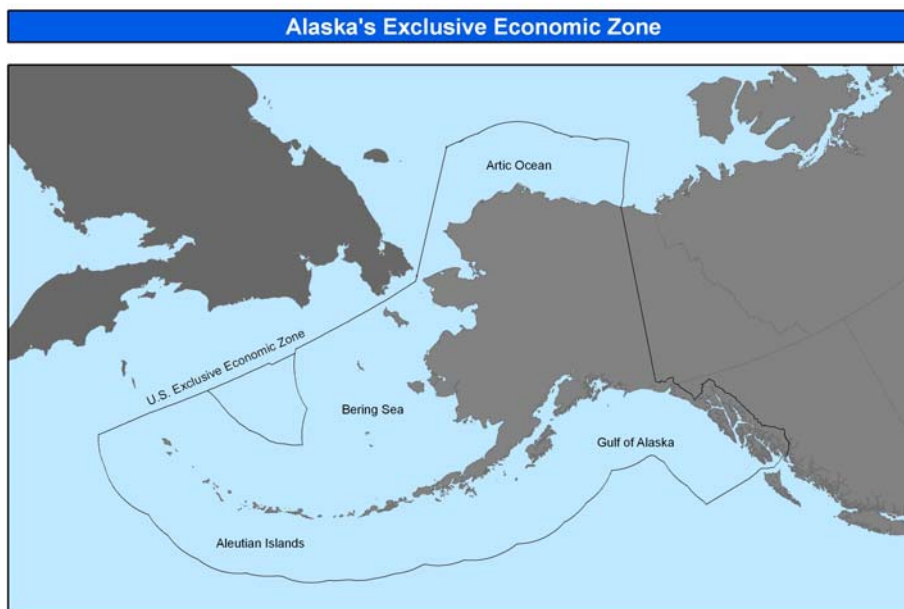 Alaska's Exclusive Economic Zone
Artic Ocean
U.S. Exclusive Economic Zone
Bering Sea
Gulf of Alaska
Aleutian Islands